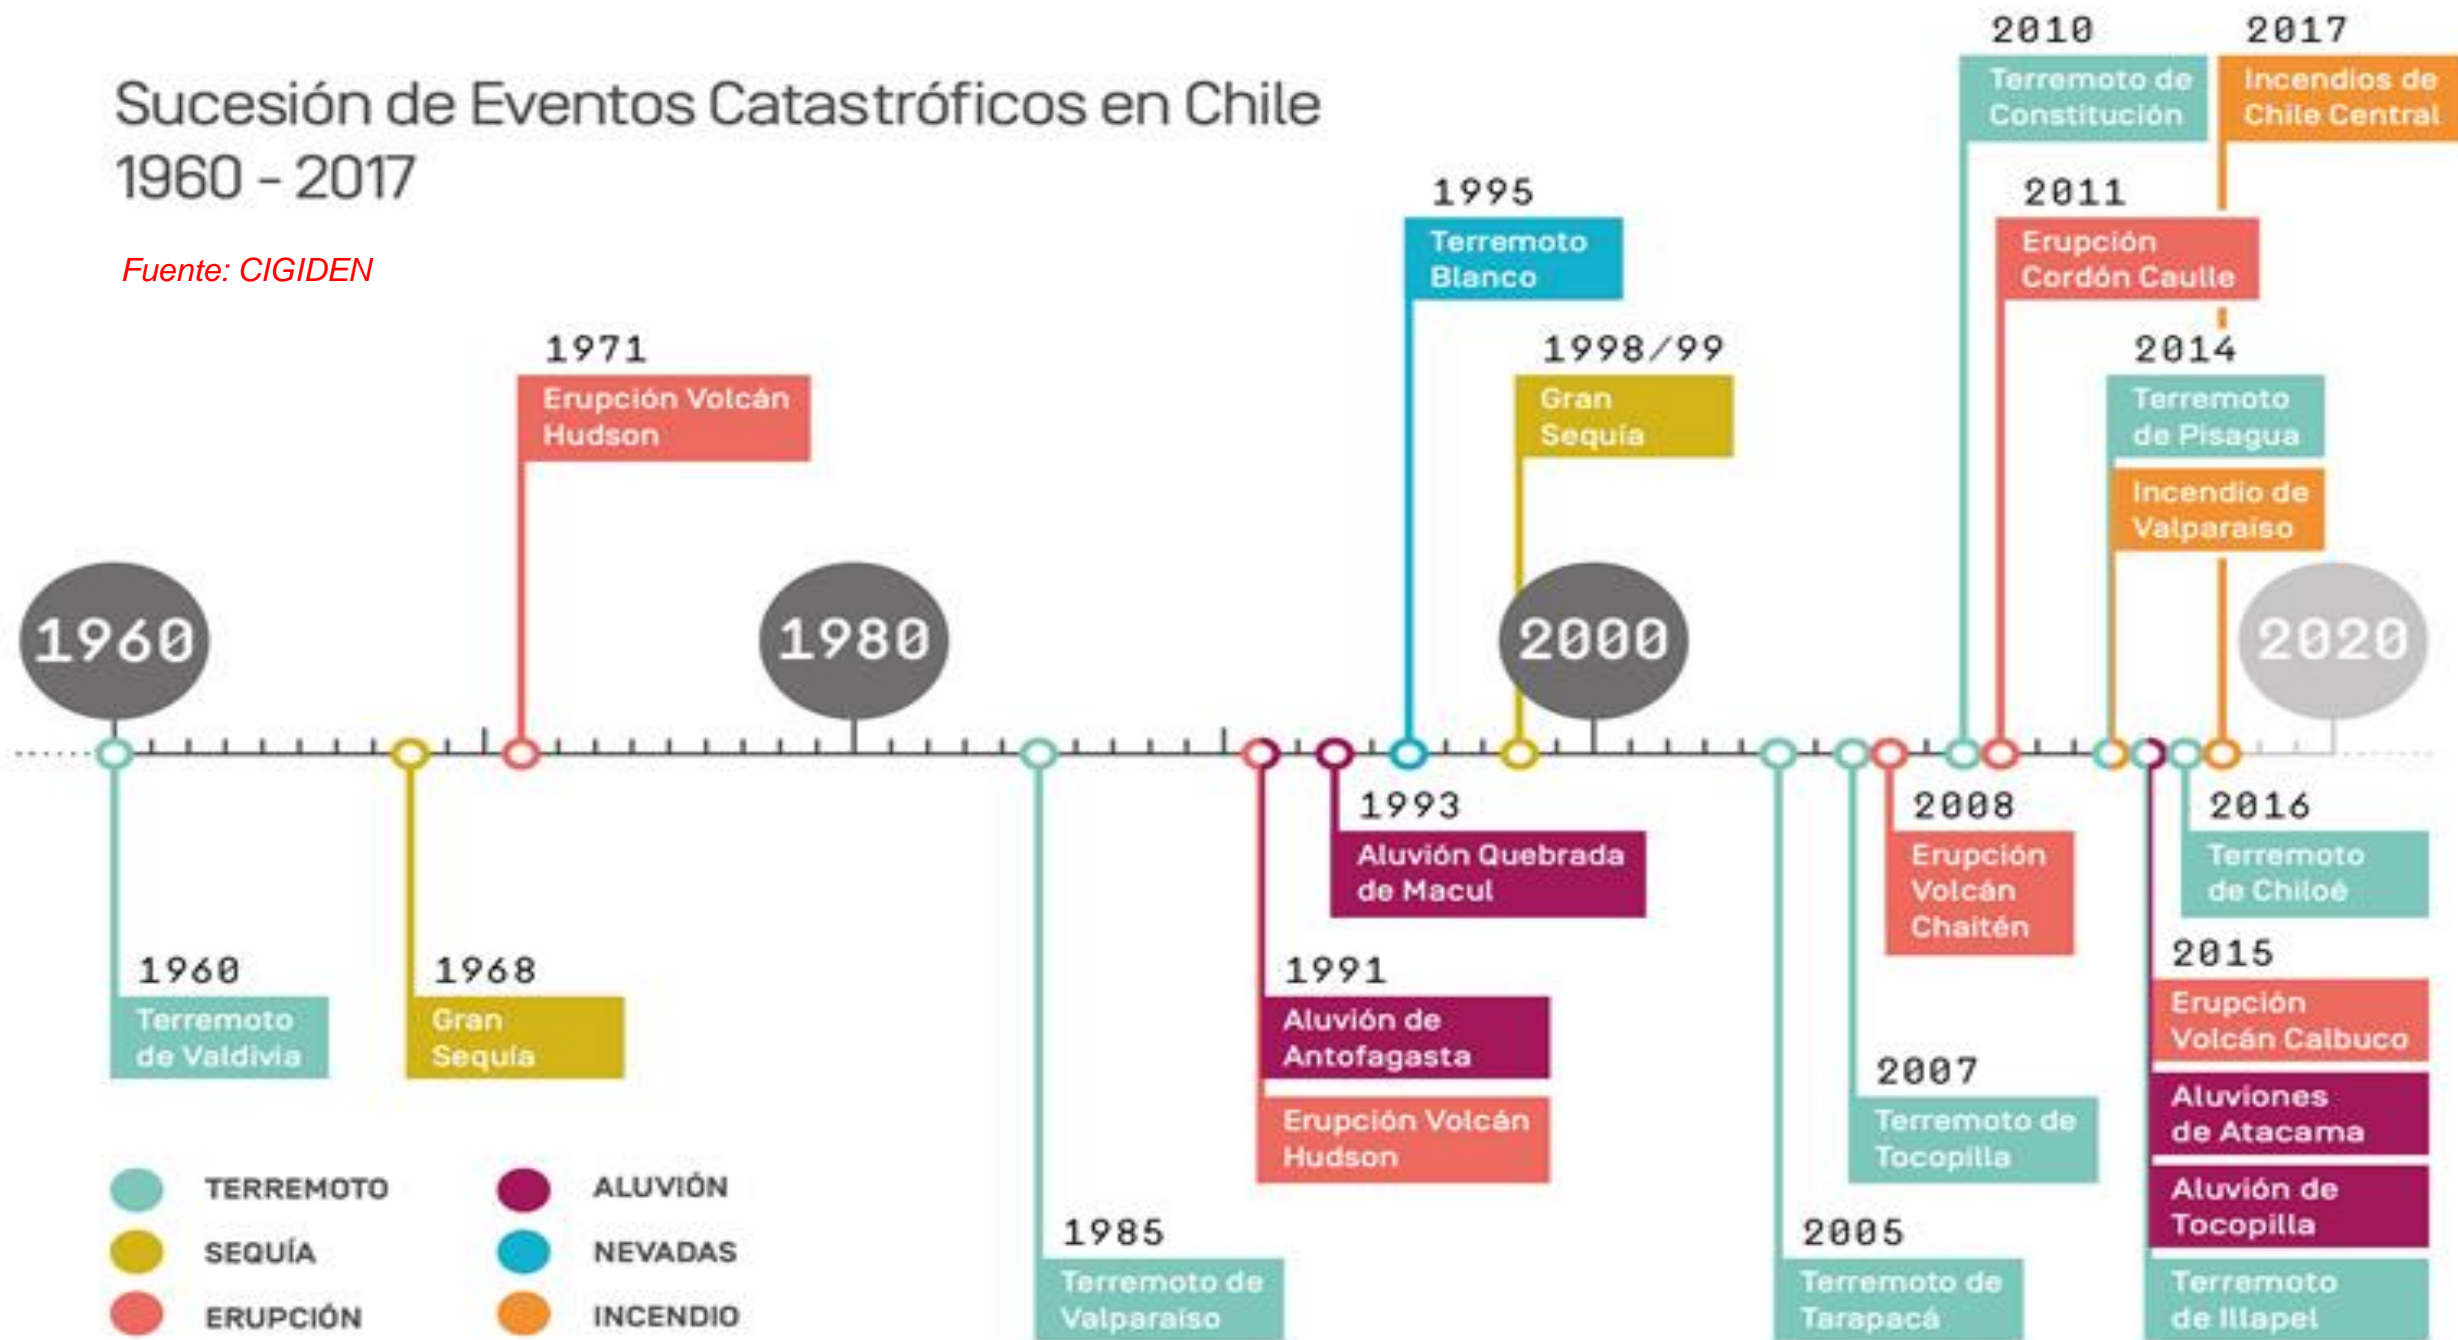 Sucesión de Eventos Catastróficos en Chile
1960 - 2017
Fuente: CIGIDEN
2010
Terremoto de
Constitución
2017
Incendios de
Chile Central
1995
Terremoto
Blanco
2011
Erupción
Cordón Caulle
1971
Erupción Volcán
Hudson
1998/99
Gran
Sequía
2014
Terremoto
de Pisagua
Incendio de
Valparaíso
1960
1980
2000
2020
1960
Terremoto
de Valdivia
1968
Gran
Sequía
1985
Terremoto de
Valparaíso
1991
Aluvión de
Antofagasta
Erupción Volcán
Hudson
1993
Aluvión Quebrada
de Macul
2005
Terremoto de
Tarapacá
2007
Terremoto de
Tocopilla
2008
Erupción
Volcán
Chaitén
2016
Terremoto
de Chiloé
2015
Erupción
Volcán Calbuco
Aluviones
de Atacama
Aluvión de
Tocopilla
Terremoto
de Illapel
TERREMOTO
SEQUÍA
ERUPCIÓN
ALUVIÓN
NEVADAS
INCENDIO